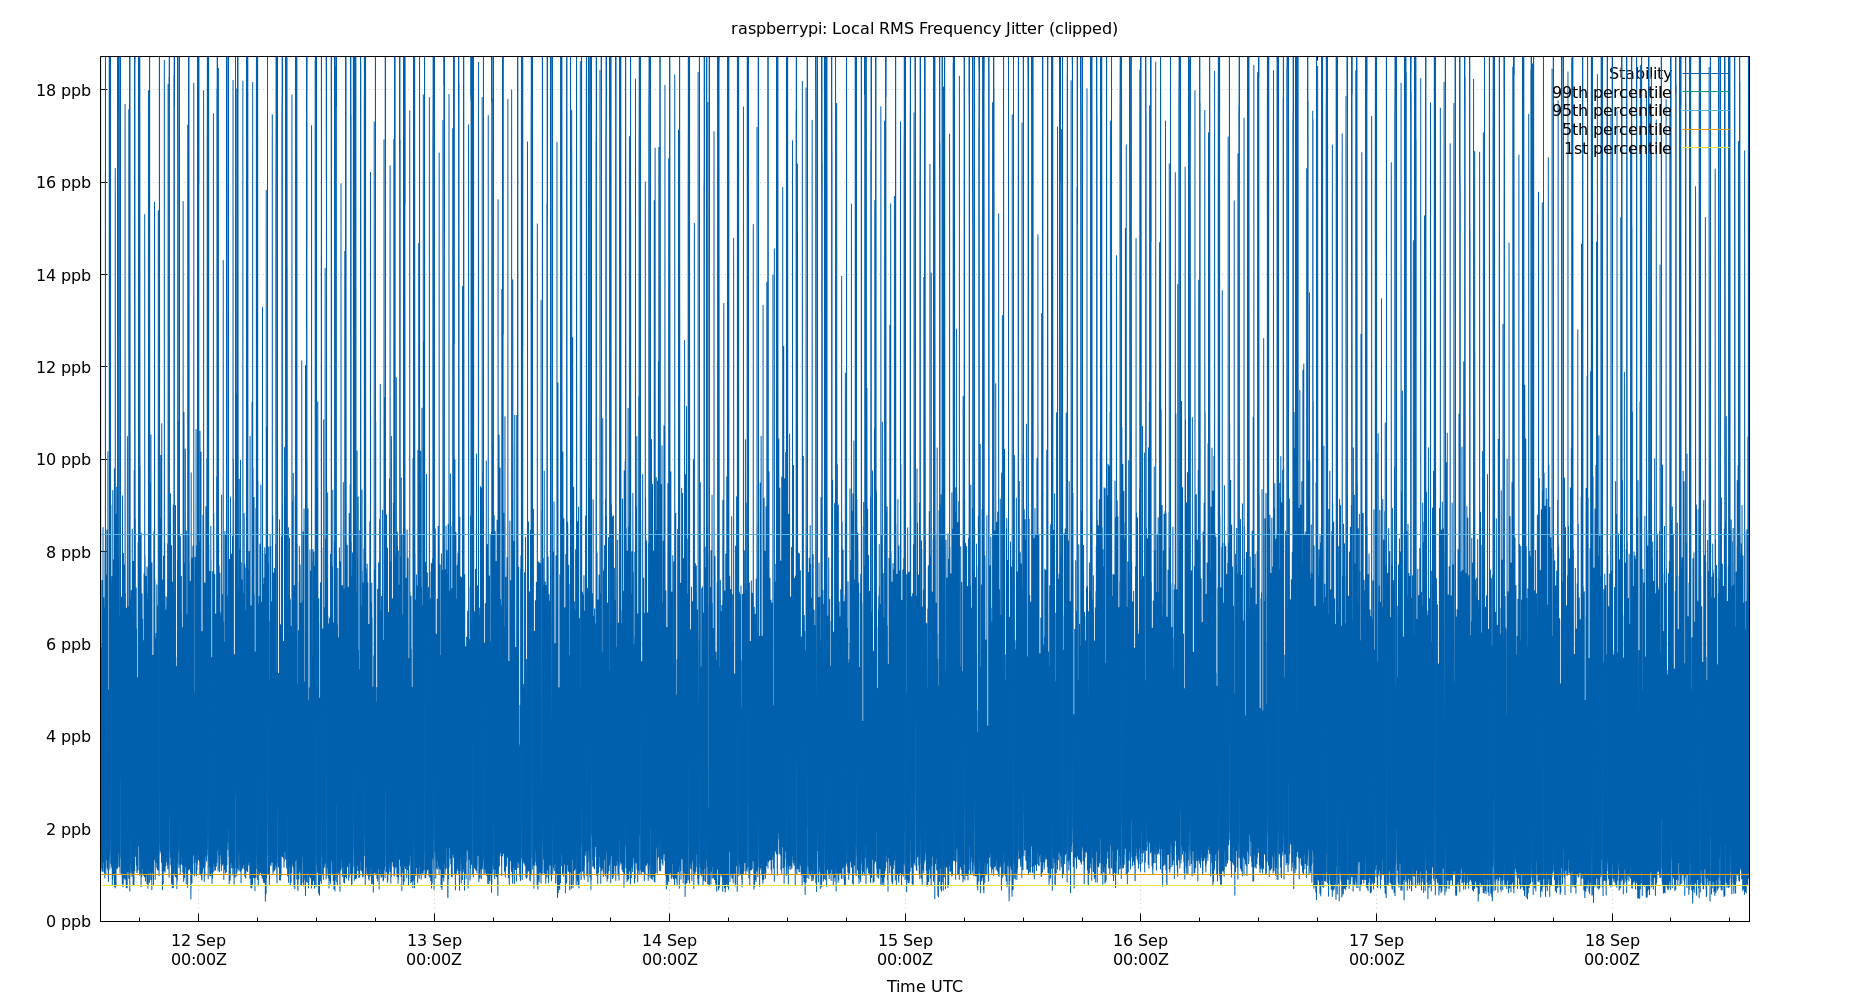 raspberrypi: Local RMS Frequency Jitter (clipped)
18 ppb
16 ppb
14 ppb
12 ppb
10 ppb
8 ppb
6 ppb
4 ppb
2 ppb
0 ppb
Stability
99th percentile
95th percentile
5th percentile
1st percentile
12 Sep
00:00Z
13 Sep
00:00Z
14 Sep
00:00Z
15 Sep
00:00Z
16 Sep
00:00Z
17 Sep
00:00Z
18 Sep
00:00Z
Time UTC